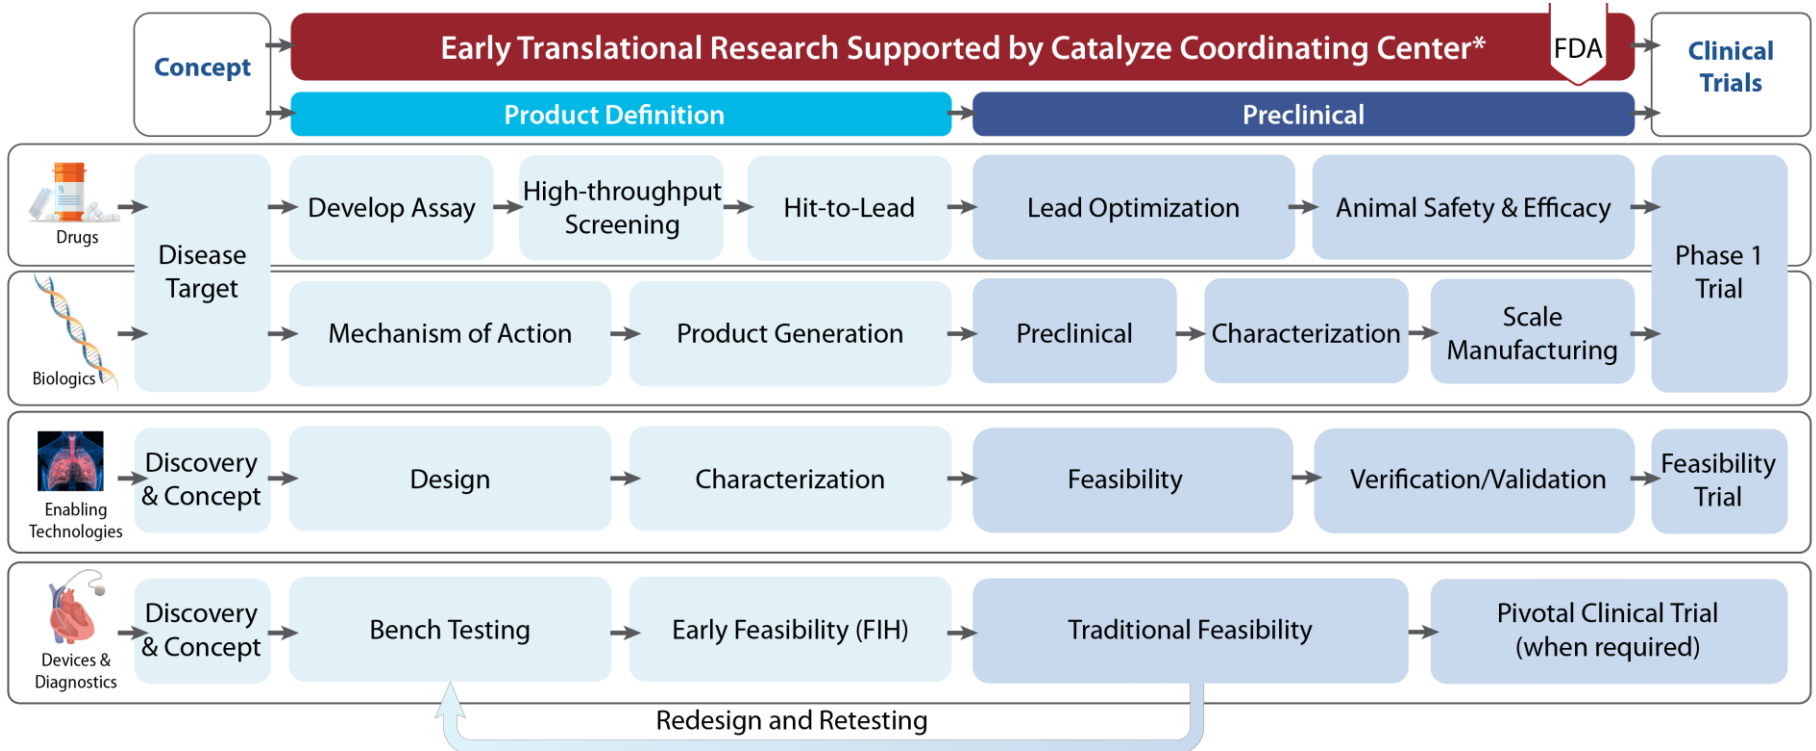 Concept
Early Translational Research Supported by Catalyze Coordinating Center*
FDA
Clinical
Trials
Product Definition
Preclinical
Drugs
Disease
Target
Develop Assay
High-throughput
Screening
Hit-to-Lead
Lead Optimization
Animal Safety & Efficacy
Phase 1
Trial
Biologics
Mechanism of Action
Product Generation
Preclinical
Characterization
Scale
Manufacturing
Enabling
Technologies
Discovery
& Concept
Design
Characterization
Feasibility
Verification/Validation
Feasibility
Trial
Devices &
Diagnostics
Discovery
& Concept
Bench Testing
Early Feasibility (FIH)
Traditional Feasibility
Pivotal Clinical Trial
(when required)
Redesign and Retesting